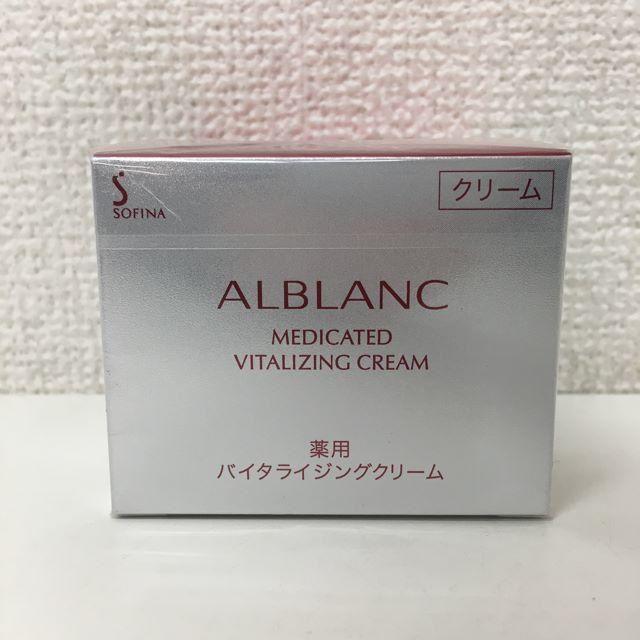 SOFINA
クリーム
ALBLANC
MEDICATED
VITALIZING CREAM
薬用
バイタライジングクリーム